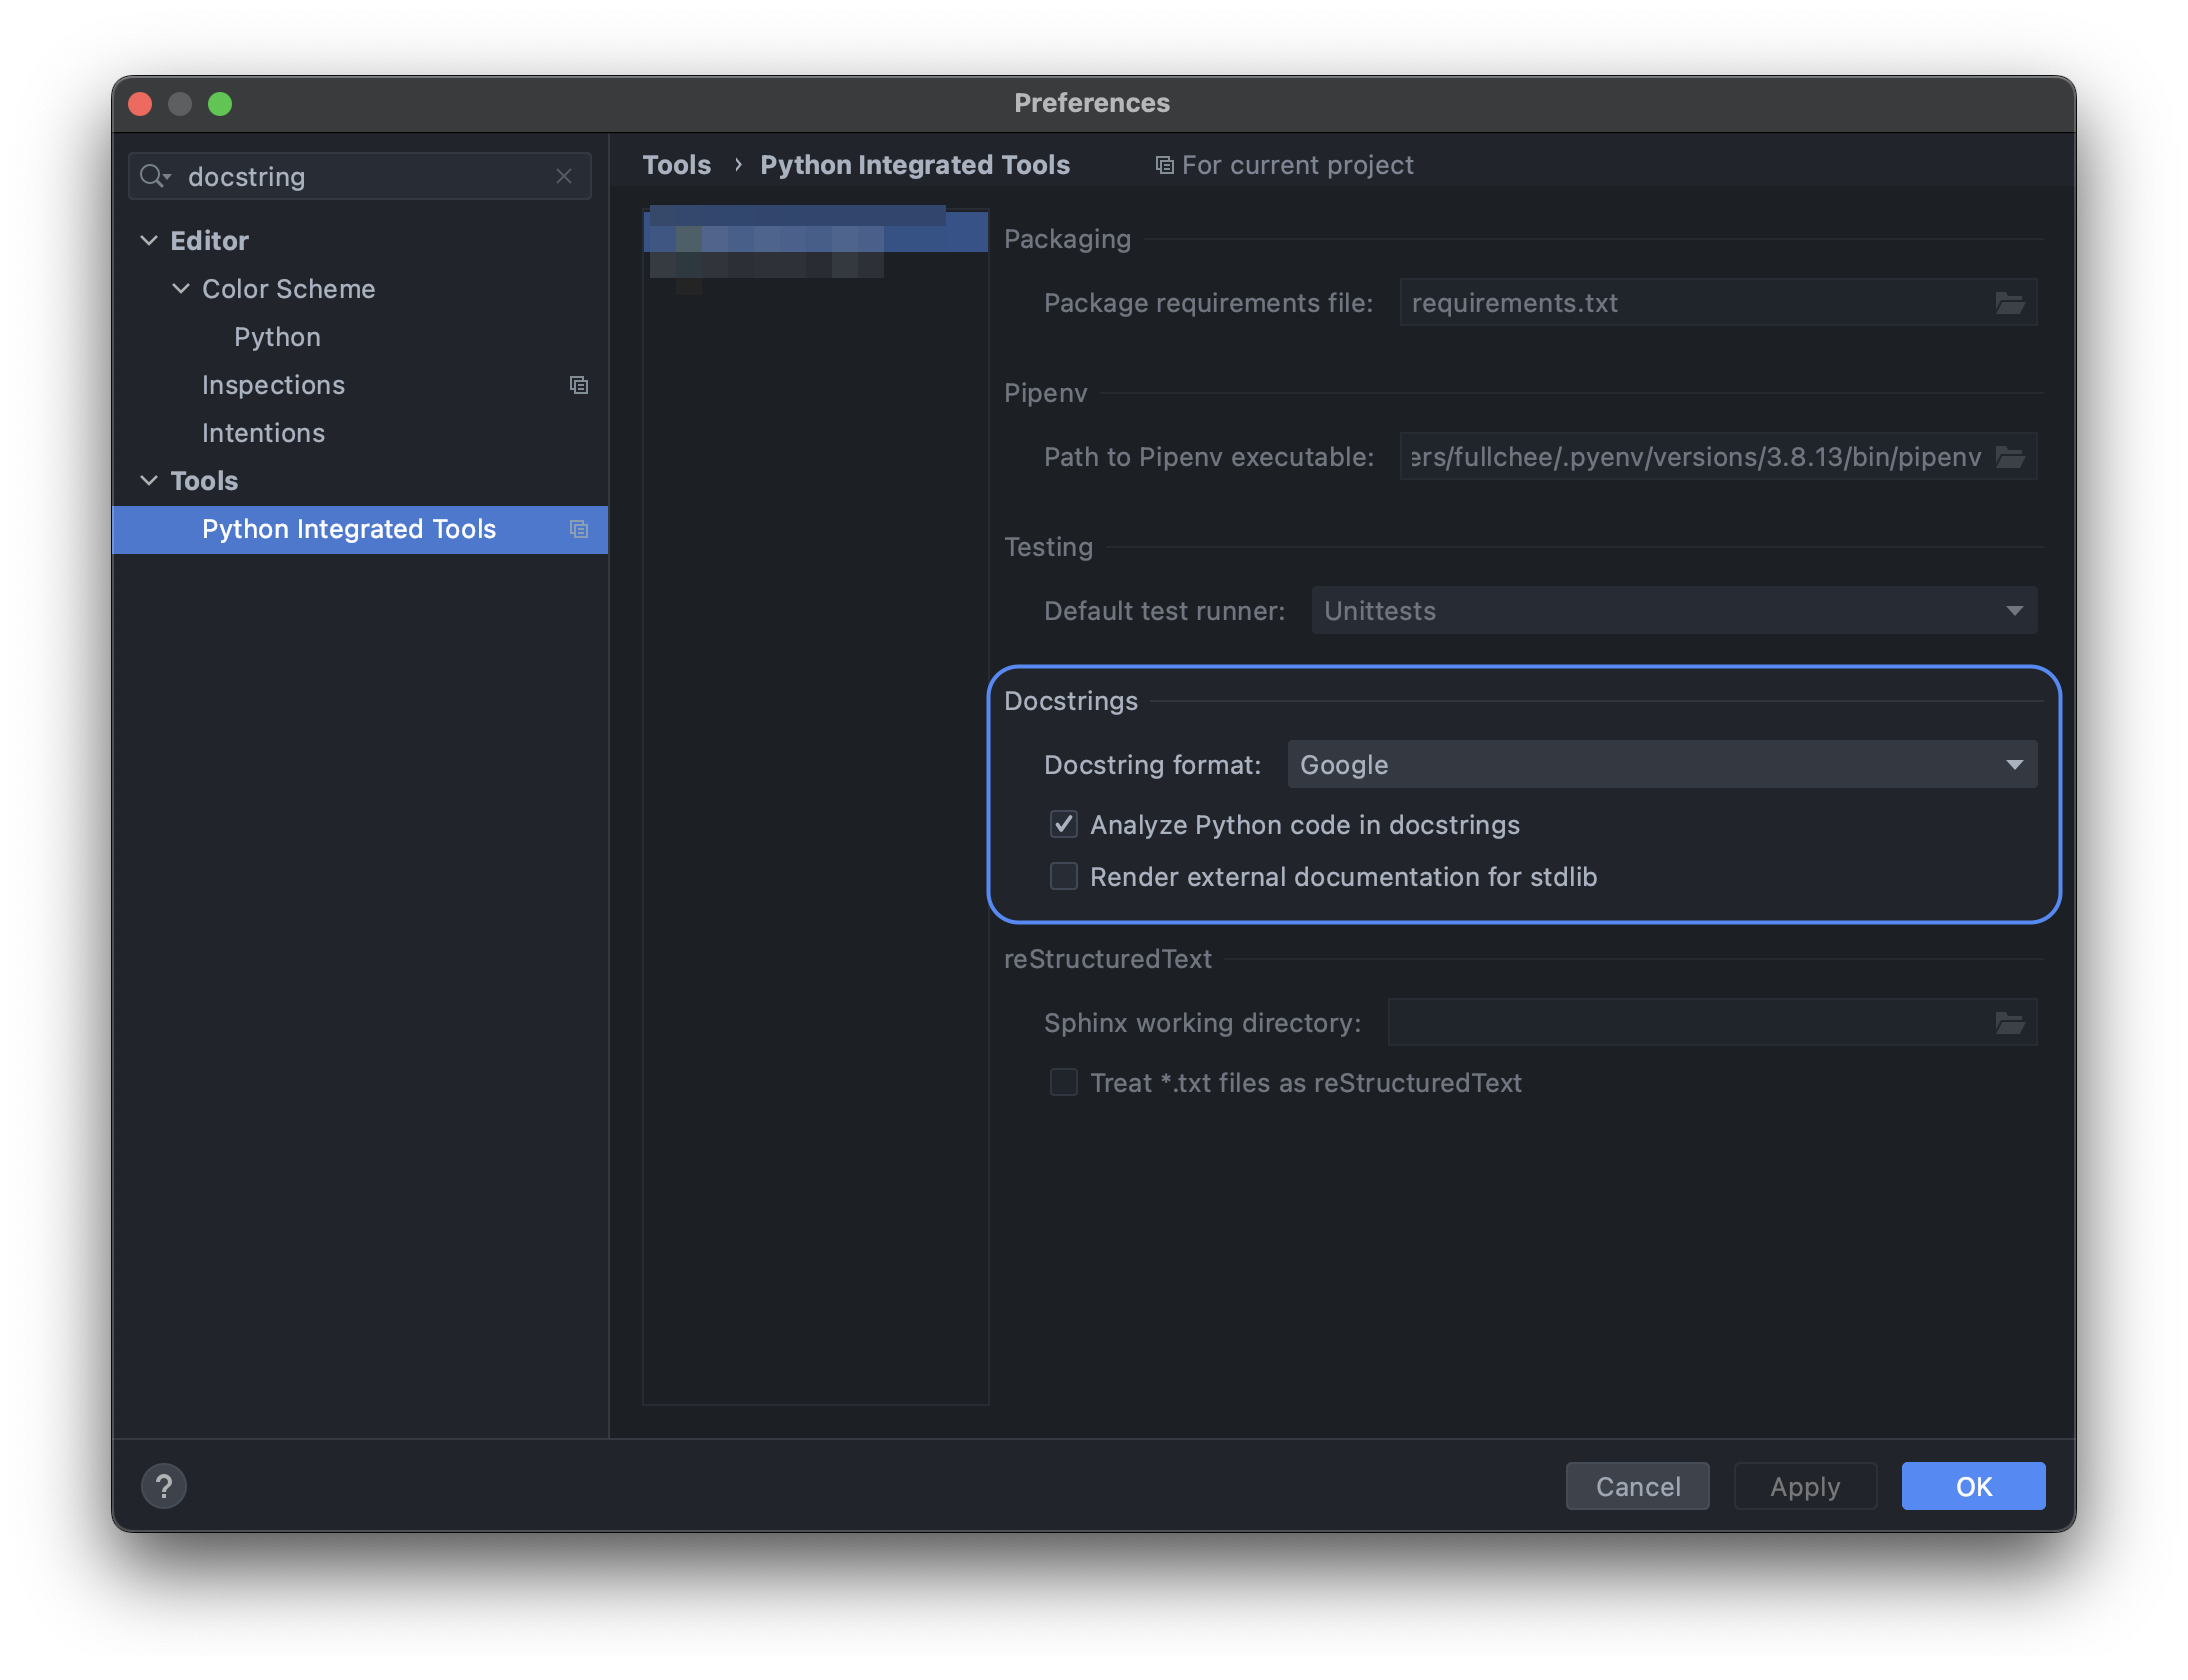 Preferences
docstring
Editor
Color Scheme
Python
Inspections
Intentions
Tools
Python Integrated Tools
Tools › Python Integrated Tools For current project
Packaging
Package requirements file: requirements.txt
Pipenv
Path to Pipenv executable: ers/fullchee/.pyenv/versions/3.8.13/bin/pipenv
Testing
Default test runner: Unittests
Docstrings
Docstring format: Google
Analyze Python code in docstrings
Render external documentation for stdlib
reStructuredText
Sphinx working directory:
Treat *.txt files as reStructuredText
?
Cancel Apply OK